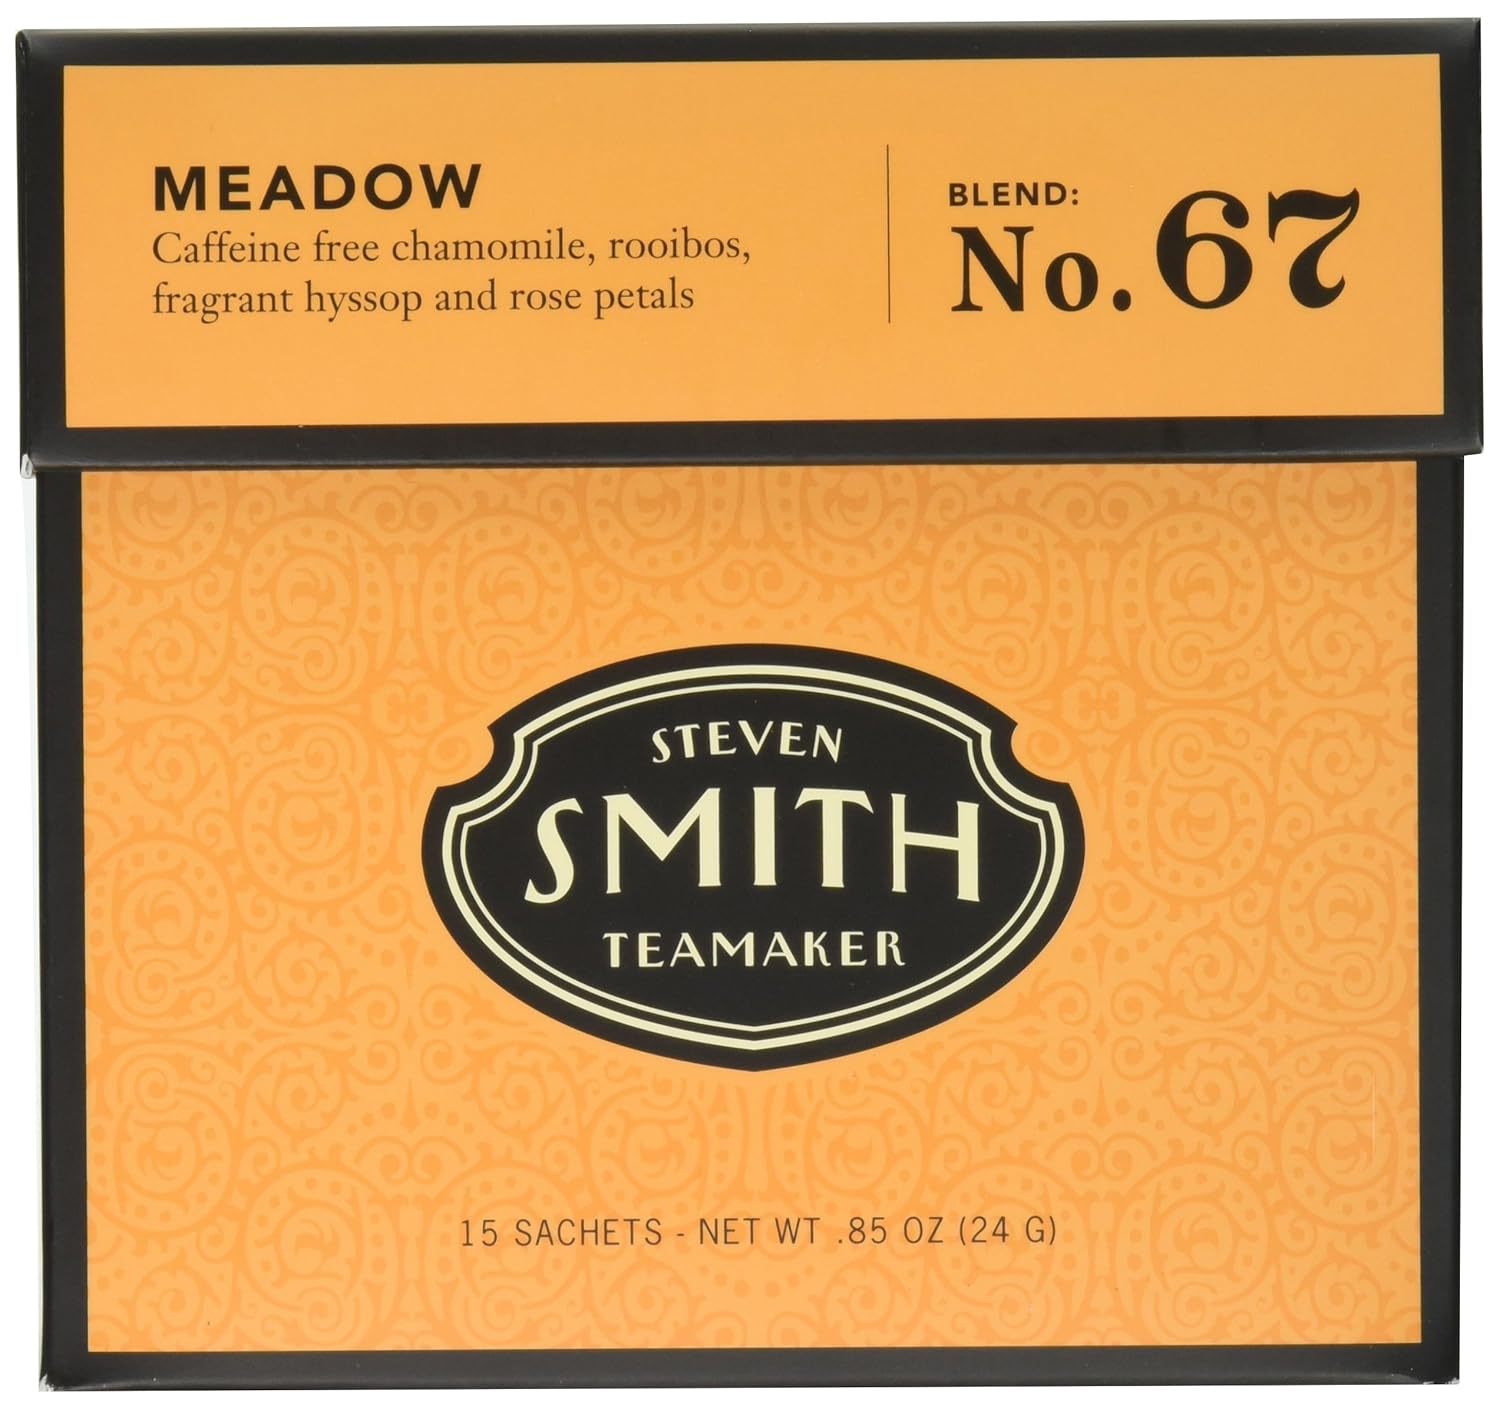 MEADOW
Caffeine free chamomile, rooibos,
fragrant hyssop and rose petals
BLEND:
No. 67
STEVEN
SMITH
TEAMAKER
15 SACHETS - NET WT .85 OZ (24 G)